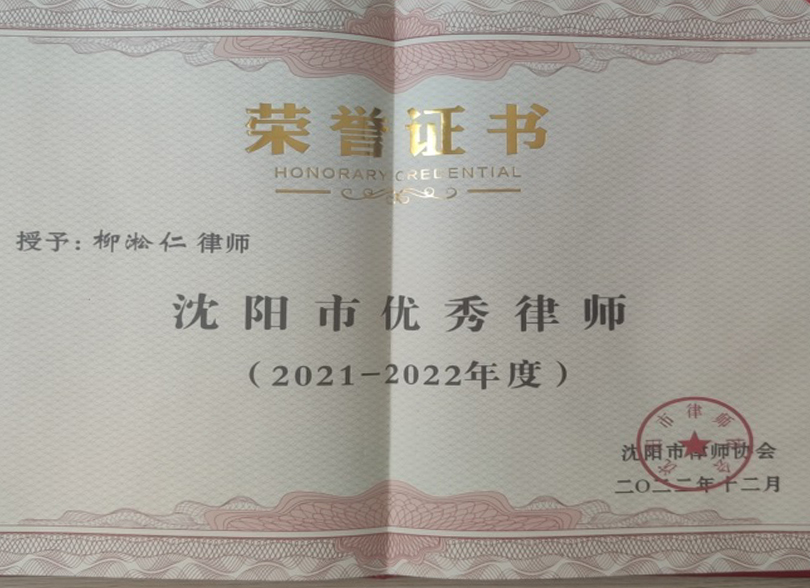 荣誉证书
HONORARY CREDENTIAL
授予：柳淞仁 律师
沈阳市优秀律师
（2021-2022年度）
沈阳市律师协会
二〇二二年十二月